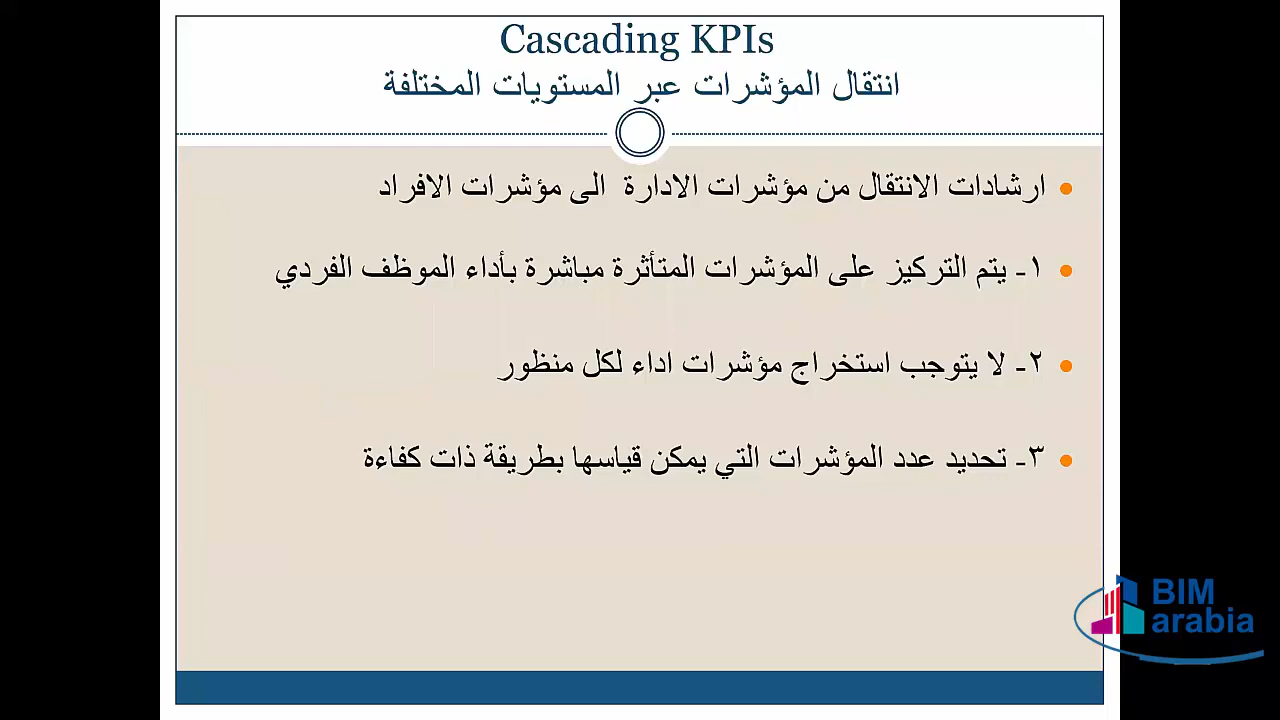 Cascading KPIs
انتقال المؤشرات عبر المستويات المختلفة
ارشادات الانتقال من مؤشرات الادارة الى مؤشرات الافراد
١- يتم التركيز على المؤشرات المتأثرة مباشرة بأداء الموظف الفردي
٢- لا يتوجب استخراج مؤشرات اداء لكل منظور
٣- تحديد عدد المؤشرات التي يمكن قياسها بطريقة ذات كفاءة
BIM
arabia